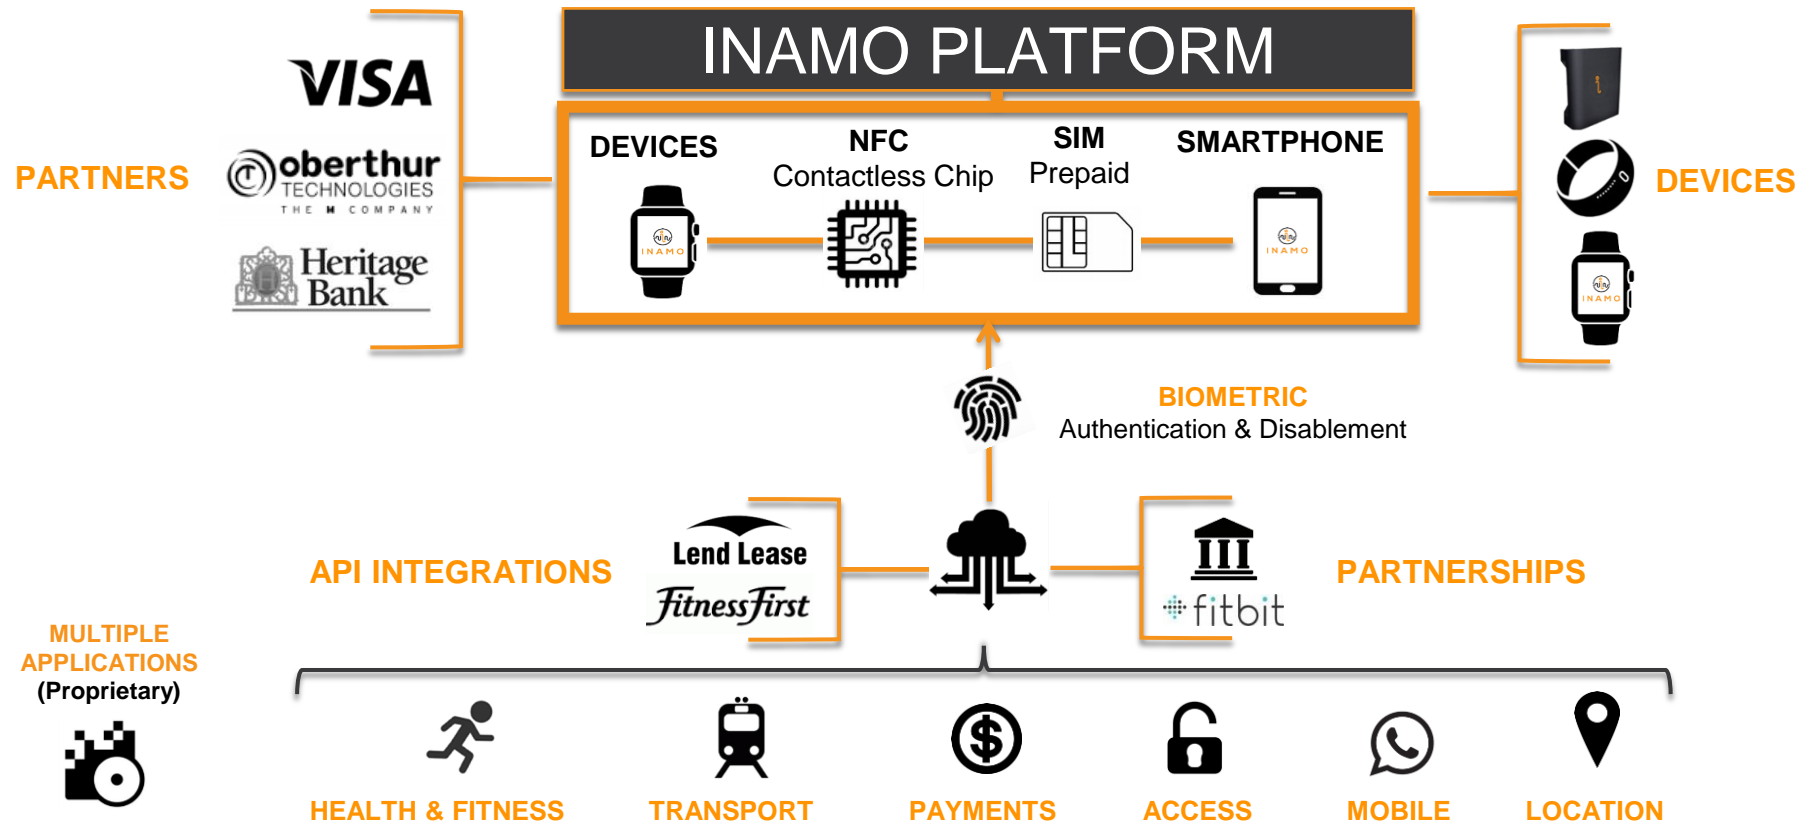 INAMO PLATFORM
VISA
oberthur
TECHNOLOGIES
THE M COMPANY
Heritage
Bank
PARTNERS
DEVICES
NFC
Contactless Chip
SIM
Prepaid
SMARTPHONE
INAMO
INAMO
DEVICES
INAMO
BIOMETRIC
Authentication & Disablement
API INTEGRATIONS
Lend Lease
Fitness First
PARTNERSHIPS
fitbit
MULTIPLE
APPLICATIONS
(Proprietary)
HEALTH & FITNESS
TRANSPORT
PAYMENTS
ACCESS
MOBILE
LOCATION